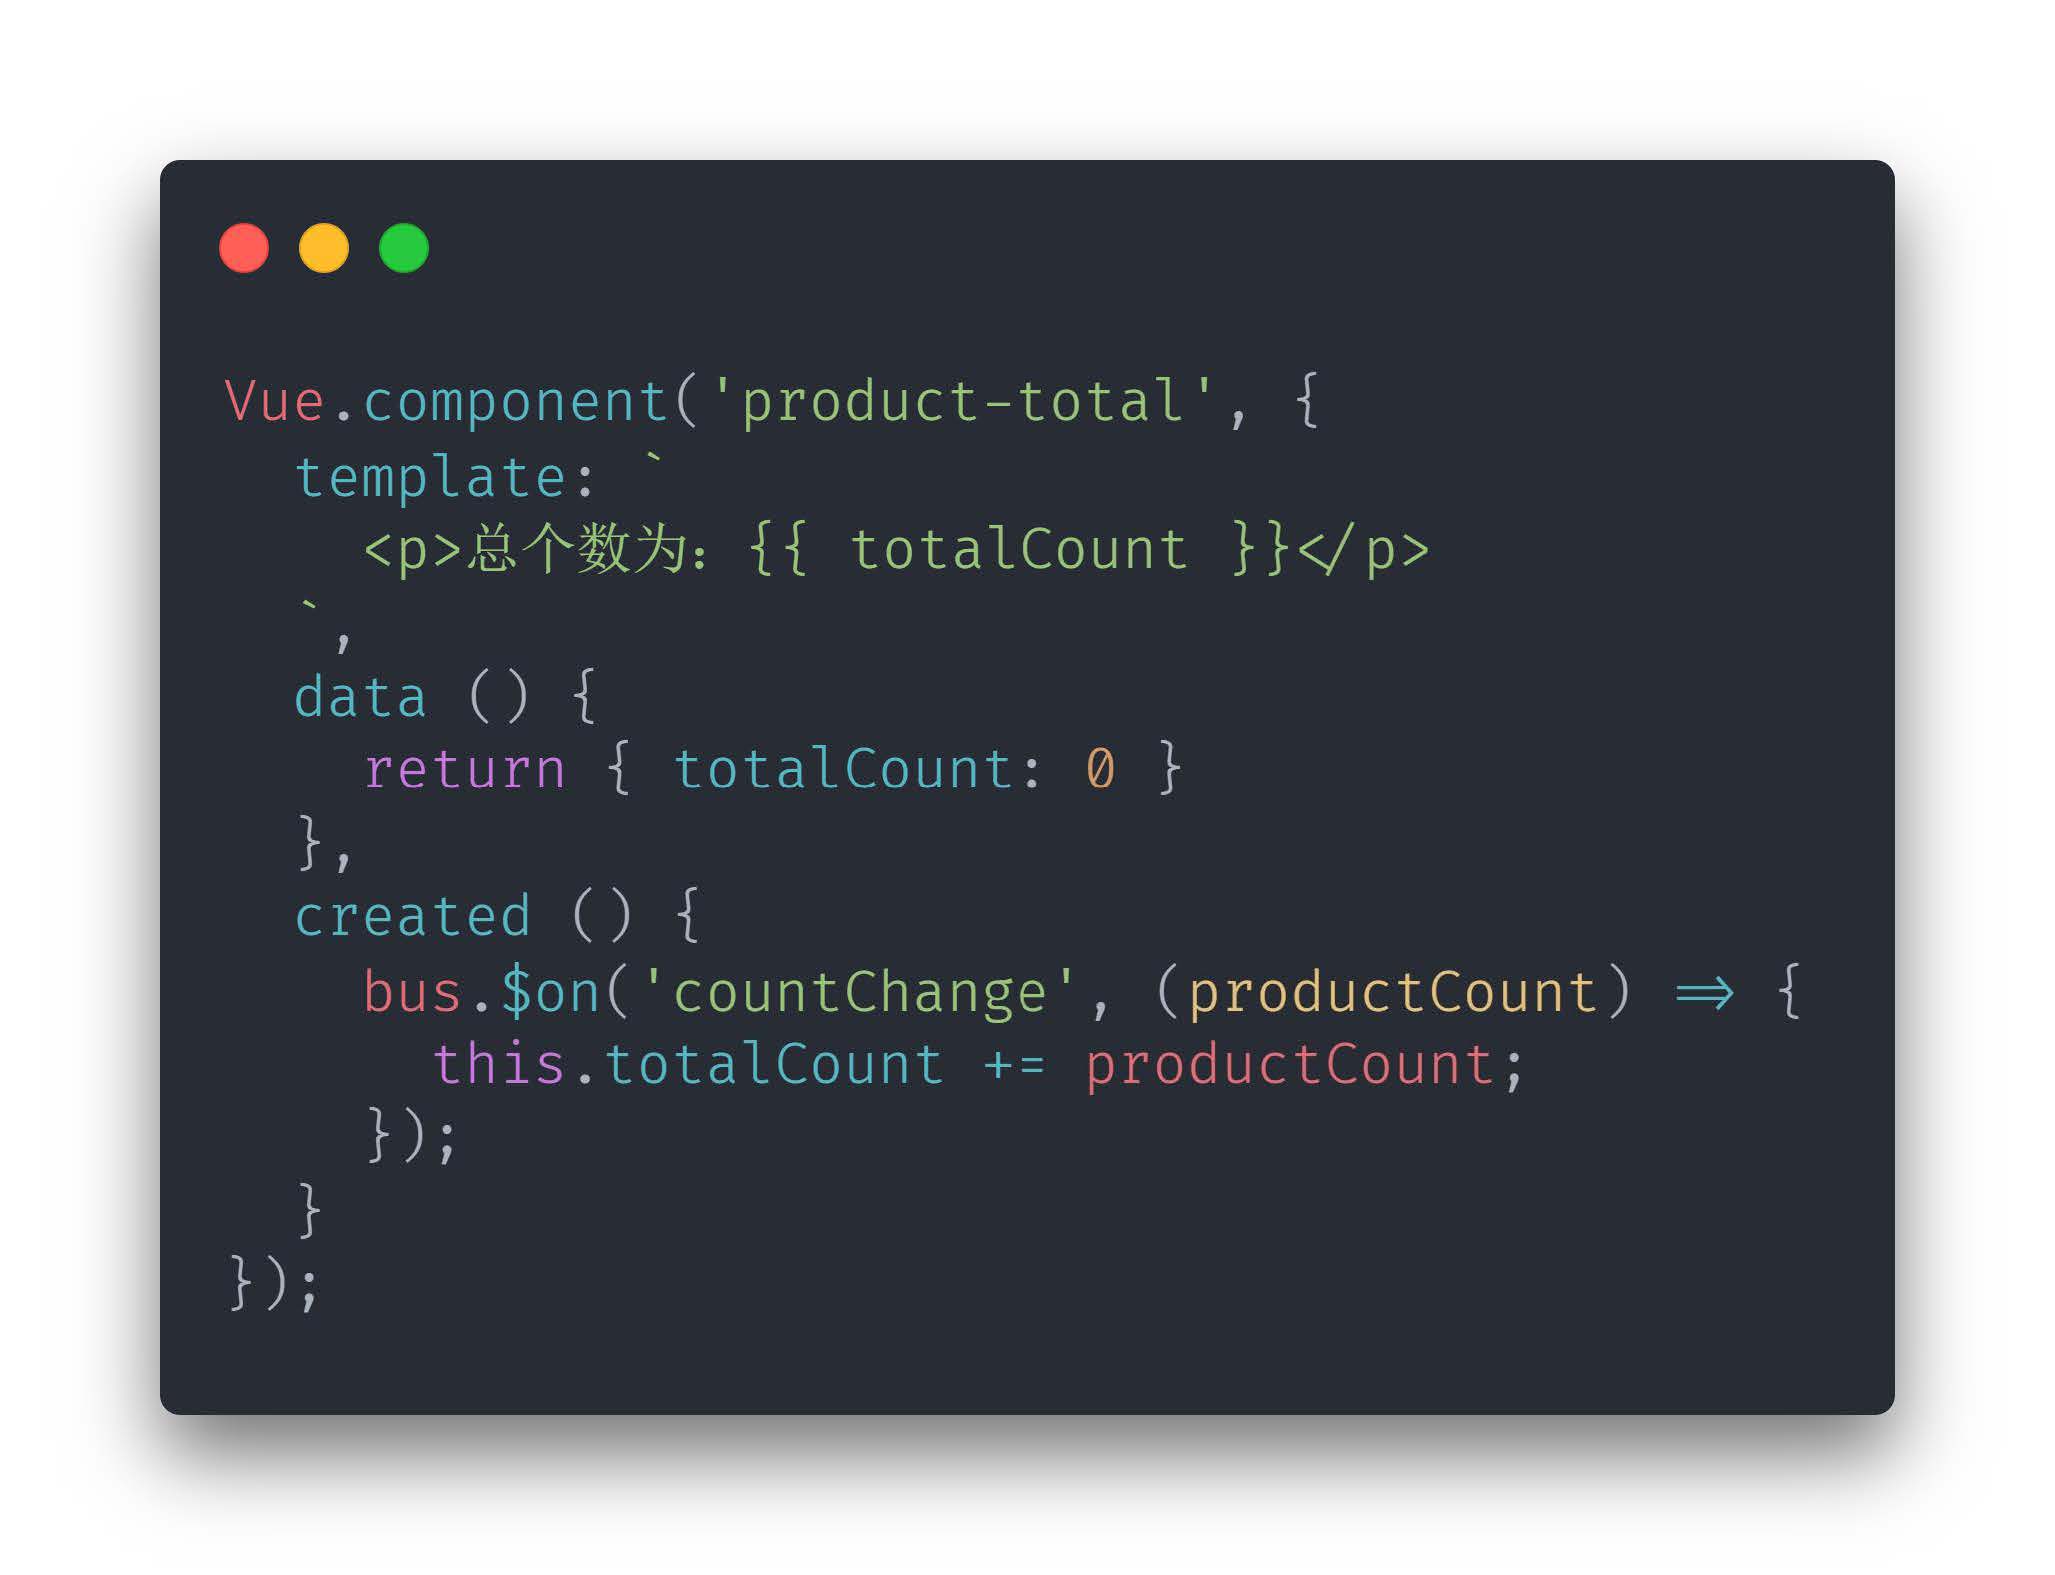 Vue.component('product-total', {
  template: `
    <p>总个数为：{{ totalCount }}</p>
  `,
  data () {
    return { totalCount: 0 }
  },
  created () {
    bus.$on('countChange', (productCount) => {
      this.totalCount += productCount;
    });
  }
});